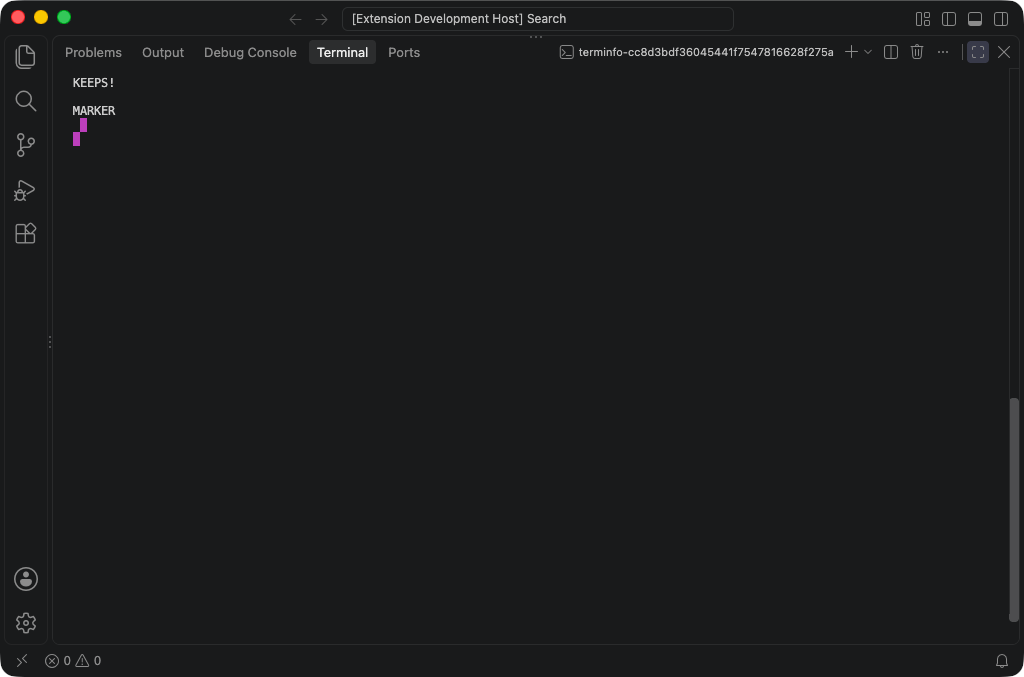 [Extension Development Host] Search
Problems Output Debug Console Terminal Ports terminfo-cc8d3bdf36045441f7547816628f275a
KEEPS!
MARKER
0 0